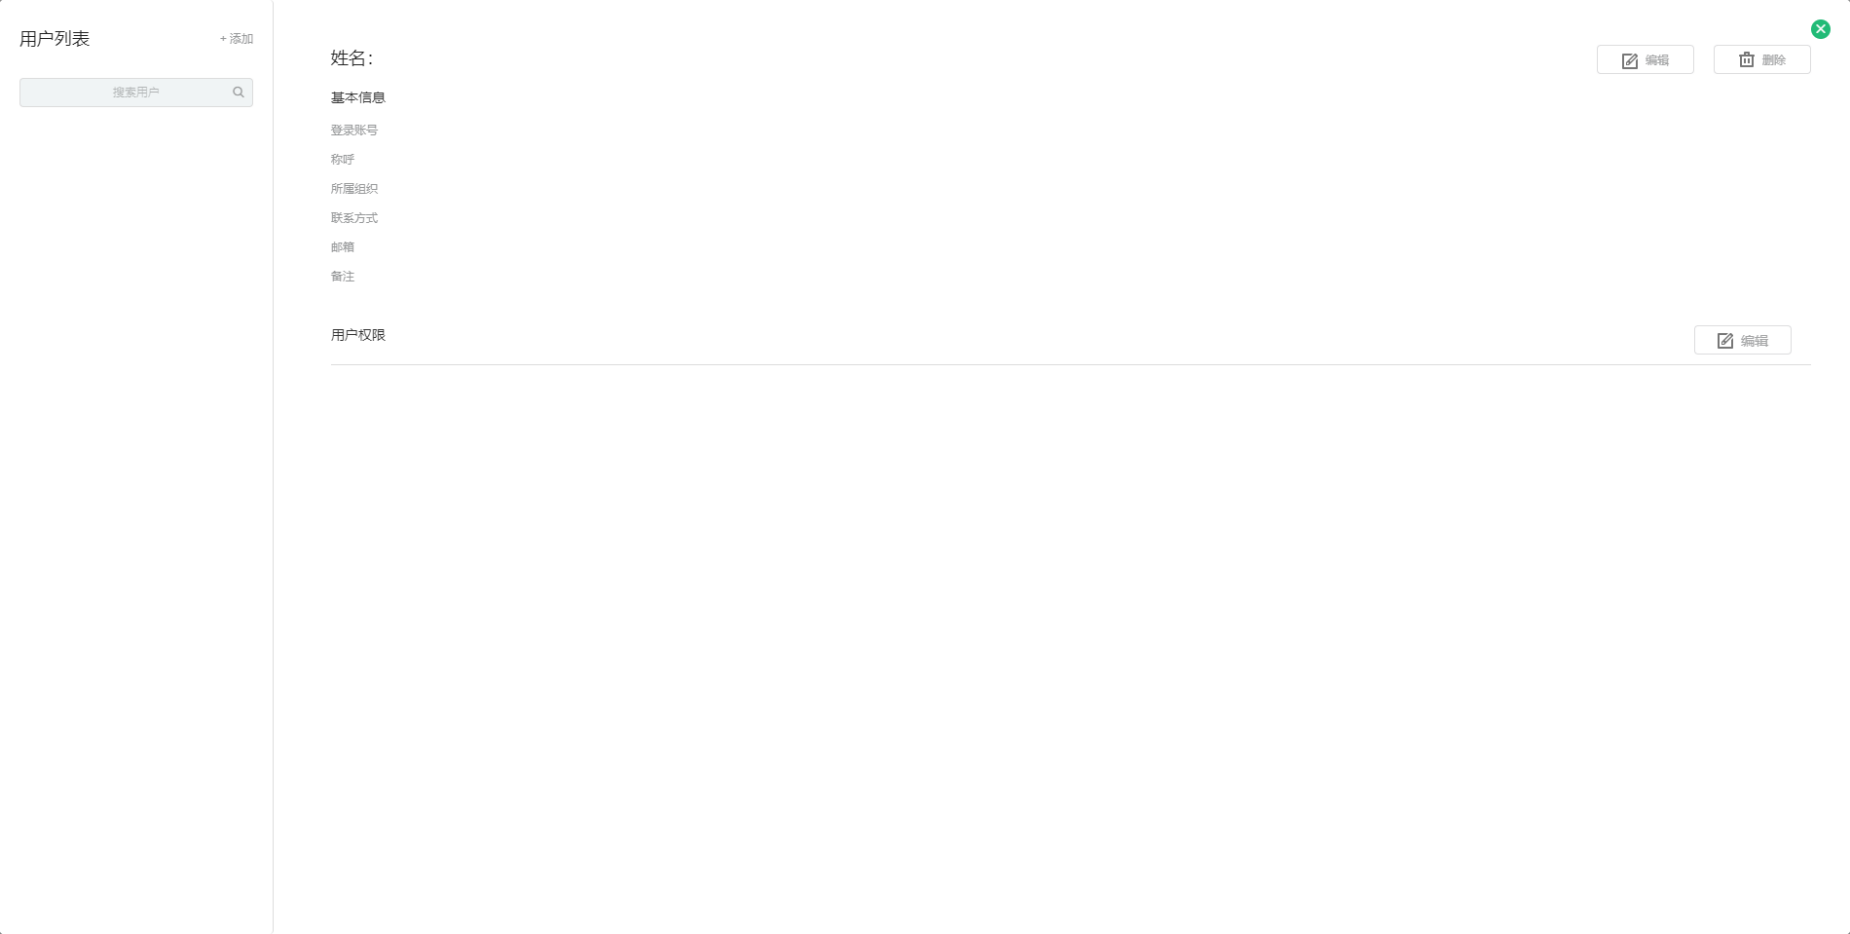 用户列表
+ 添加
搜索用户
姓名：
编辑
删除
基本信息
登录账号
称呼
所属组织
联系方式
邮箱
备注
用户权限
编辑